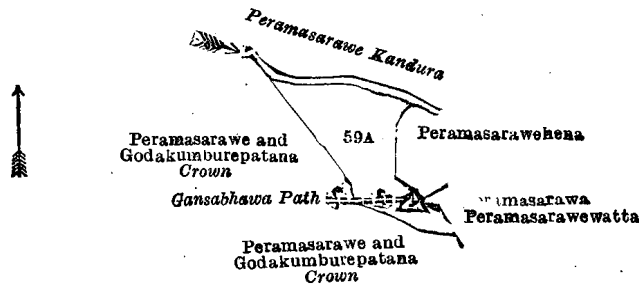 Peramasarawe Kandura
59A
Peramasarawehena
Peramasarawe and
Godakumburepatana
Crown
Gansabhawa Path
Peramasarawewatta
Peramasarawe and
Godakumburepatana
Crown